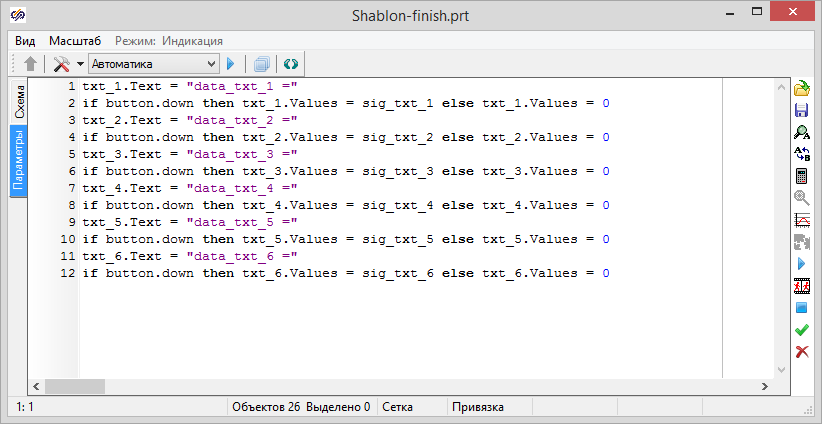 Shablon-finish.prt
Вид Масштаб Режим: Индикация
Автоматика
Схема
Параметры
1 txt_1.Text = "data_txt_1 ="
2 if button.down then txt_1.Values = sig_txt_1 else txt_1.Values = 0
3 txt_2.Text = "data_txt_2 ="
4 if button.down then txt_2.Values = sig_txt_2 else txt_2.Values = 0
5 txt_3.Text = "data_txt_3 ="
6 if button.down then txt_3.Values = sig_txt_3 else txt_3.Values = 0
7 txt_4.Text = "data_txt_4 ="
8 if button.down then txt_4.Values = sig_txt_4 else txt_4.Values = 0
9 txt_5.Text = "data_txt_5 ="
10 if button.down then txt_5.Values = sig_txt_5 else txt_5.Values = 0
11 txt_6.Text = "data_txt_6 ="
12 if button.down then txt_6.Values = sig_txt_6 else txt_6.Values = 0
1: 1 Объектов 26 Выделено 0 Сетка Привязка